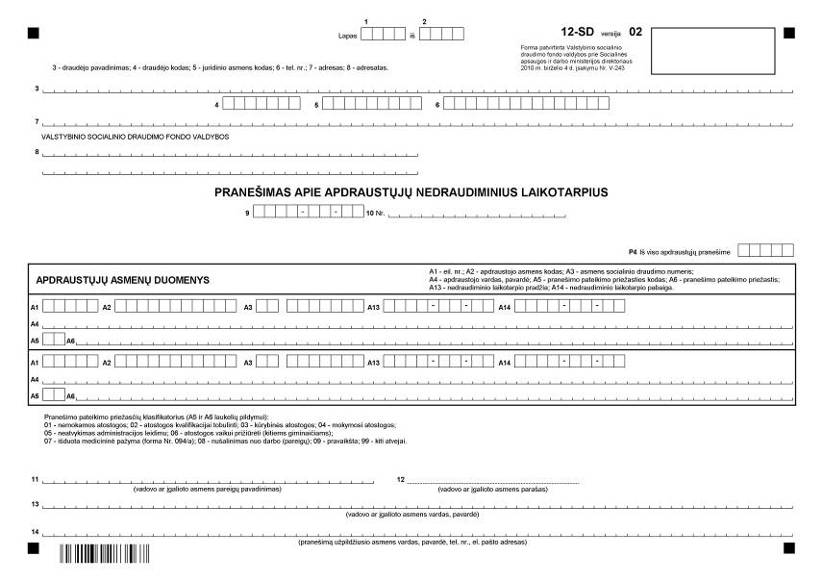 1 2
Lapas iš
12-SD versija 02
Forma patvirtinta Valstybinio socialinio
draudimo fondo valdybos prie Socialinės
apsaugos ir darbo ministerijos direktoriaus
2010 m. birželio 4 d. įsakymu Nr. V-243
3 - draudėjo pavadinimas; 4 - draudėjo kodas; 5 - juridinio asmens kodas; 6 - tel. nr.; 7 - adresas; 8 - adresatas.
3
4 5 6
7
VALSTYBINIO SOCIALINIO DRAUDIMO FONDO VALDYBOS
8
PRANEŠIMAS APIE APDRAUSTŲJŲ NEDRAUDIMINIUS LAIKOTARPIUS
9 - - 10 Nr.
P4 Iš viso apdraustųjų pranešime
APDRAUSTŲJŲ ASMENŲ DUOMENYS
A1 - eil. nr.; A2 - apdraustojo asmens kodas; A3 - asmens socialinio draudimo numeris;
A4 - apdraustojo vardas, pavardė; A5 - pranešimo pateikimo priežasties kodas; A6 - pranešimo pateikimo priežastis;
A13 - nedraudiminio laikotarpio pradžia; A14 - nedraudiminio laikotarpio pabaiga.
A1 A2 A3 A13 - - A14 - -
A4
A5 A6
A1 A2 A3 A13 - - A14 - -
A4
A5 A6
Pranešimo pateikimo priežasčių klasifikatorius (A5 ir A6 laukelių pildymui):
01 - nemokamos atostogos; 02 - atostogos kvalifikacijai tobulinti; 03 - kūrybinės atostogos; 04 - mokymosi atostogos;
05 - neatvykimas administracijos leidimu; 06 - atostogos vaikui prižiūrėti (kitiems giminaičiams);
07 - išduota medicininė pažyma (forma Nr. 094/a); 08 - nušalinimas nuo darbo (pareigų); 09 - pravaikšta; 99 - kiti atvejai.
11 12
(vadovo ar įgalioto asmens pareigų pavadinimas) (vadovo ar įgalioto asmens parašas)
13
(vadovo ar įgalioto asmens vardas, pavardė)
14
(pranešimą užpildžiusio asmens vardas, pavardė, tel. nr., el. pašto adresas)